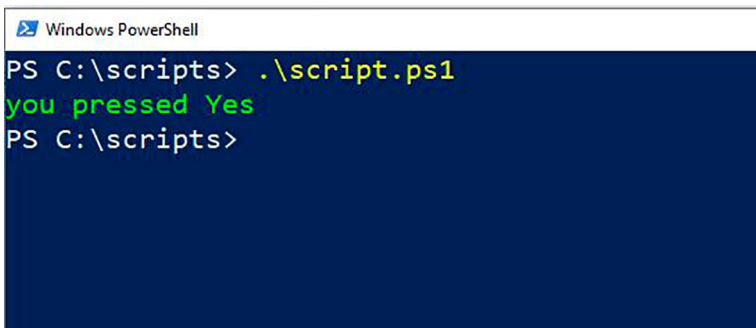 Windows PowerShell
PS C:\scripts> .\script.ps1
you pressed Yes
PS C:\scripts>